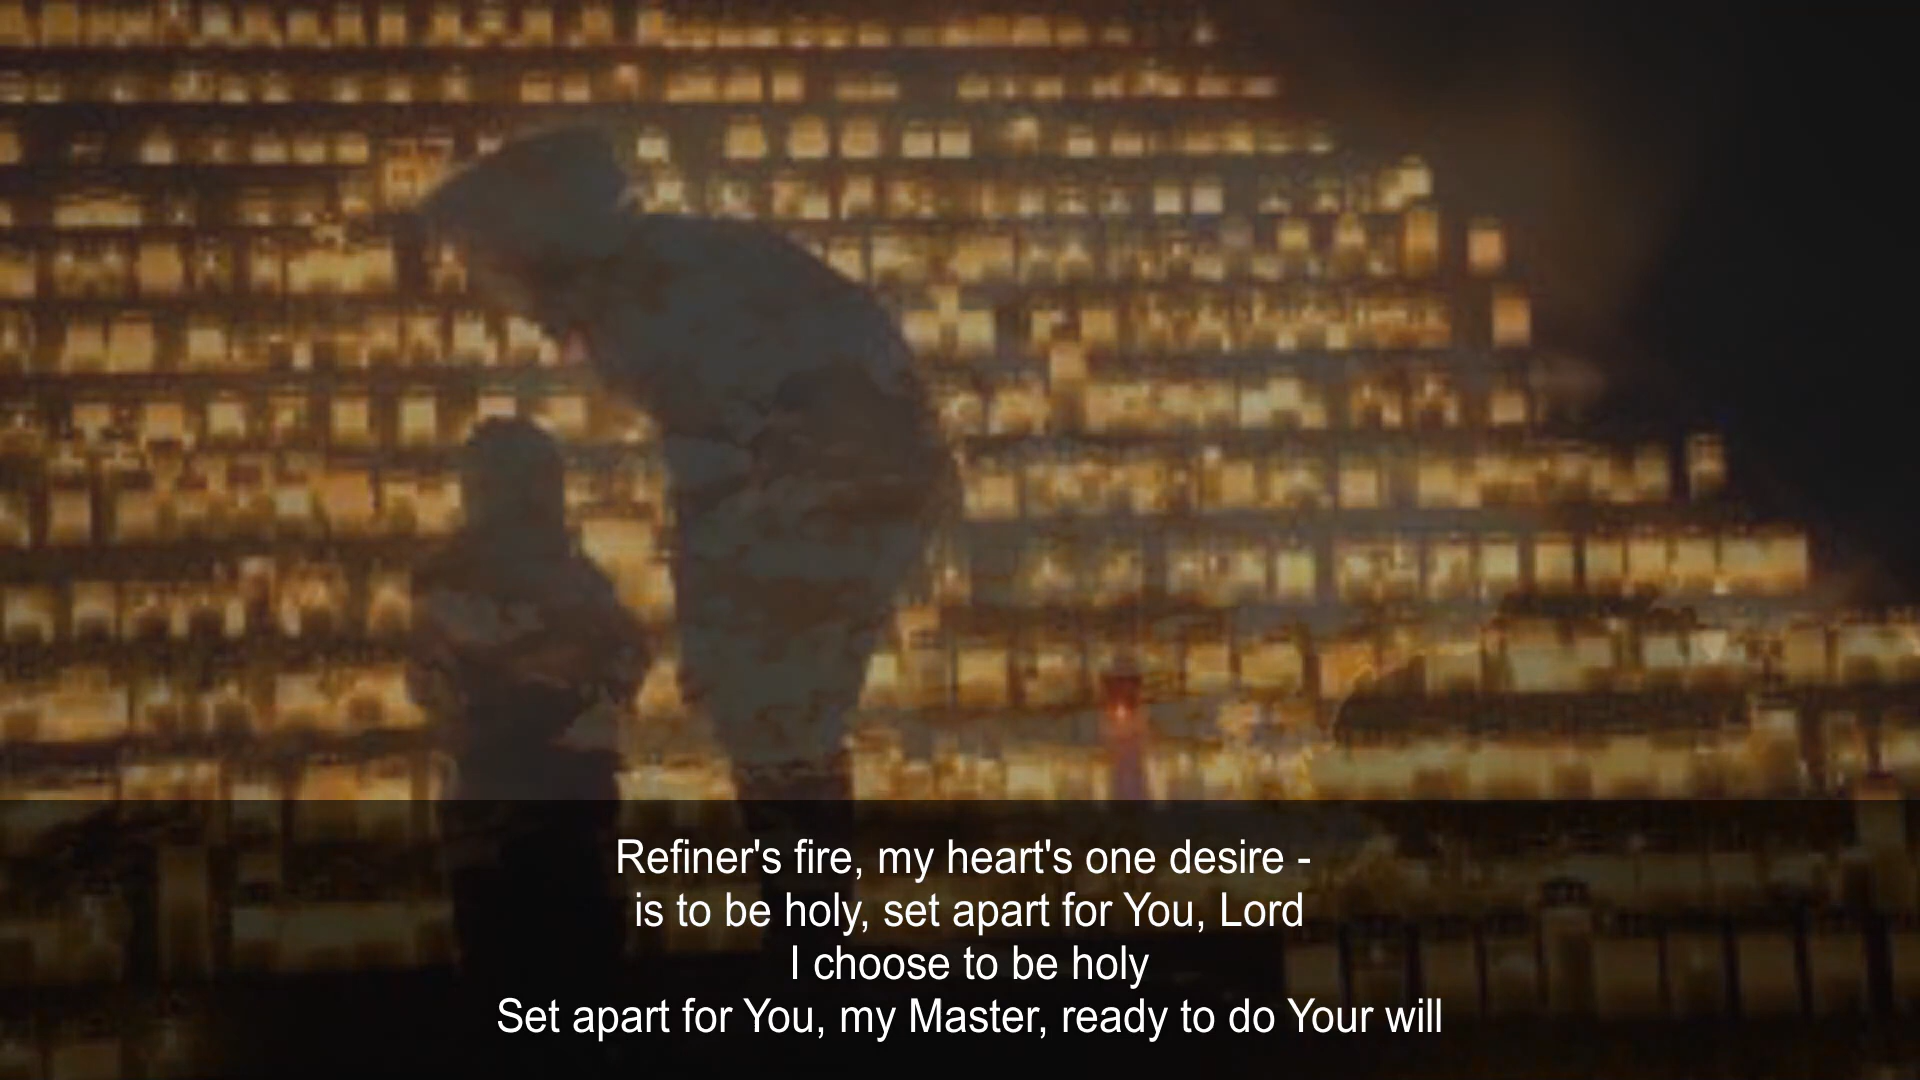 Refiner's fire, my heart's one desire -
is to be holy, set apart for You, Lord
I choose to be holy
Set apart for You, my Master, ready to do Your will